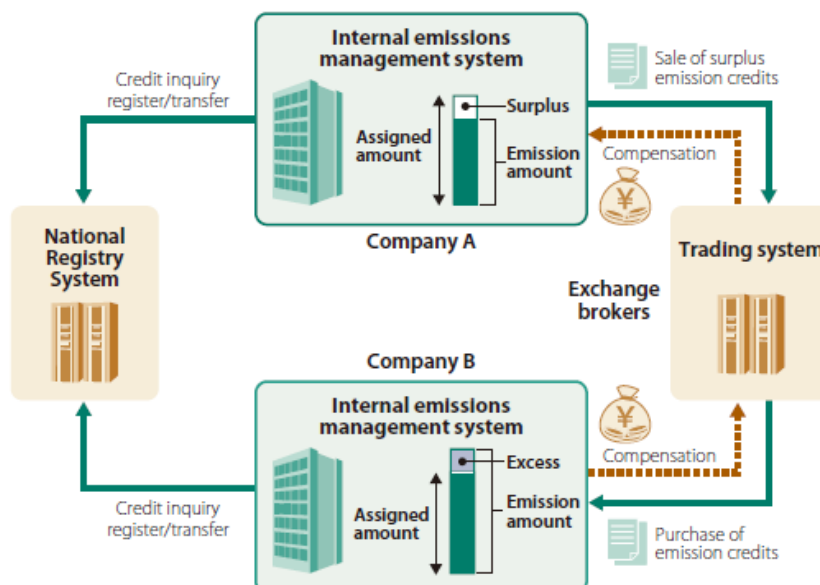 Internal emissions
management system
Credit inquiry
register/transfer
Surplus
Assigned
amount
Emission
amount
Sale of surplus
emission credits
Compensation
¥
Company A
National
Registry
System
Trading system
Exchange
brokers
Company B
Internal emissions
management system
Excess
Assigned
amount
Emission
amount
¥
Compensation
Credit inquiry
register/transfer
Purchase of
emission credits